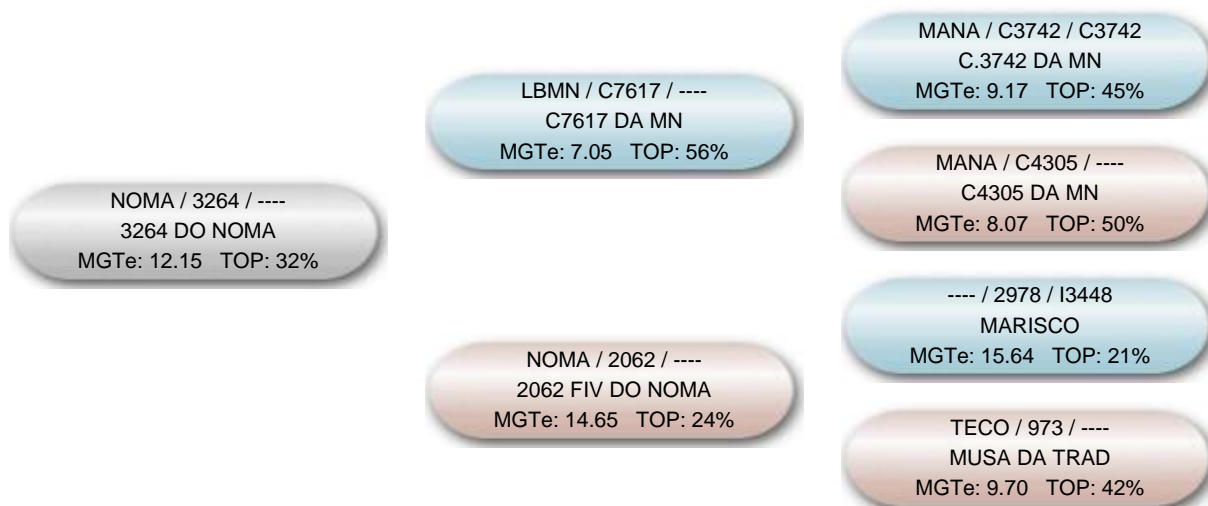 NOMA / 3264 / ----
3264 DO NOMA
MGTe: 12.15 TOP: 32%
LBMN / C7617 / ----
C7617 DA MN
MGTe: 7.05 TOP: 56%
NOMA / 2062 / ----
2062 FIV DO NOMA
MGTe: 14.65 TOP: 24%
MANA / C3742 / C3742
C.3742 DA MN
MGTe: 9.17 TOP: 45%
MANA / C4305 / ----
C4305 DA MN
MGTe: 8.07 TOP: 50%
---- / 2978 / I3448
MARISCO
MGTe: 15.64 TOP: 21%
TECO / 973 / ----
MUSA DA TRAD
MGTe: 9.70 TOP: 42%